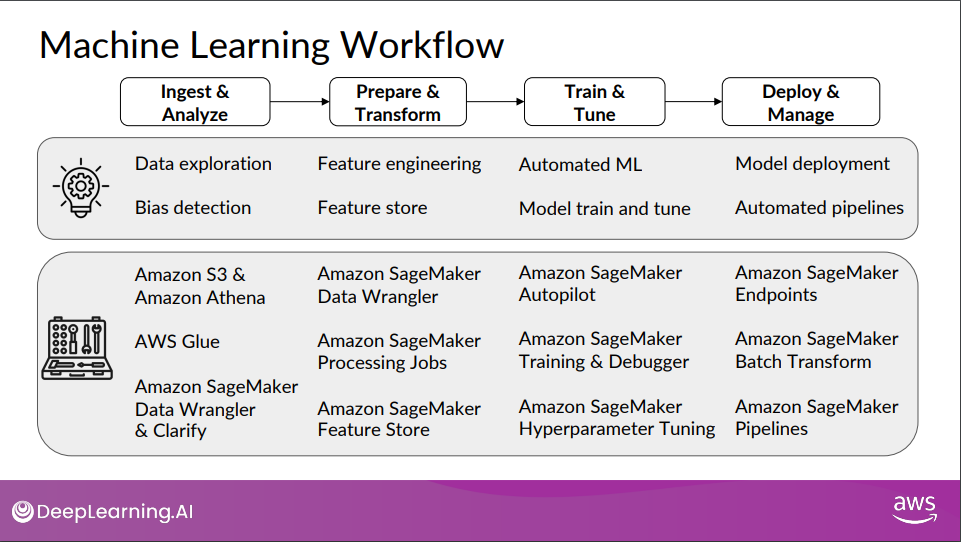 Machine Learning Workflow
Ingest &
Analyze
Prepare &
Transform
Train &
Tune
Deploy &
Manage
Data exploration
Bias detection
Feature engineering
Feature store
Automated ML
Model train and tune
Model deployment
Automated pipelines
Amazon S3 &
Amazon Athena
AWS Glue
Amazon SageMaker
Data Wrangler
& Clarify
Amazon SageMaker
Data Wrangler
Amazon SageMaker
Processing Jobs
Amazon SageMaker
Feature Store
Amazon SageMaker
Autopilot
Amazon SageMaker
Training & Debugger
Amazon SageMaker
Hyperparameter Tuning
Amazon SageMaker
Endpoints
Amazon SageMaker
Batch Transform
Amazon SageMaker
Pipelines
DeepLearning.AI
aws